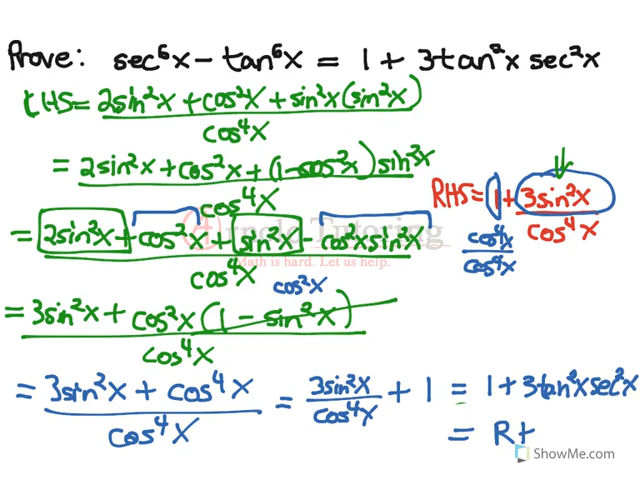 Prove: sec⁶x − tan⁶x = 1 + 3tan²x sec²x
LHS = 2sin²x + cos²x + sin²x(sin²x)
cos⁴x
= 2sin²x + cos²x + (1−cos²x)sin²x
cos⁴x
RHS = 1 + 3sin²x
cos⁴x
cos⁴x
cos⁴x
= 2sin²x + cos²x + sin²x − cos²x sin²x
cos⁴x
Circle Tutoring
Math is hard. Let us help.
cos²x
= 3sin²x + cos²x(1 − sin²x)
cos⁴x
= 3sin²x + cos⁴x = 3sin²x + 1 = 1 + 3tan²x sec²x
cos⁴x cos⁴x
= R
ShowMe.com